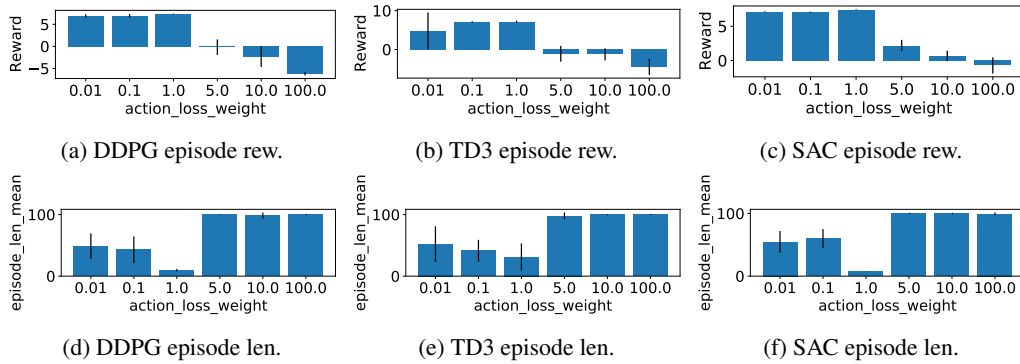 Reward
5
0
−5
0.01 0.1 1.0 5.0 10.0 100.0
action_loss_weight
(a) DDPG episode rew.
Reward
10
0
0.01 0.1 1.0 5.0 10.0 100.0
action_loss_weight
(b) TD3 episode rew.
Reward
5
0
0.01 0.1 1.0 5.0 10.0 100.0
action_loss_weight
(c) SAC episode rew.
episode_len_mean
100
0
0.01 0.1 1.0 5.0 10.0 100.0
action_loss_weight
(d) DDPG episode len.
episode_len_mean
100
0
0.01 0.1 1.0 5.0 10.0 100.0
action_loss_weight
(e) TD3 episode len.
episode_len_mean
100
0
0.01 0.1 1.0 5.0 10.0 100.0
action_loss_weight
(f) SAC episode len.